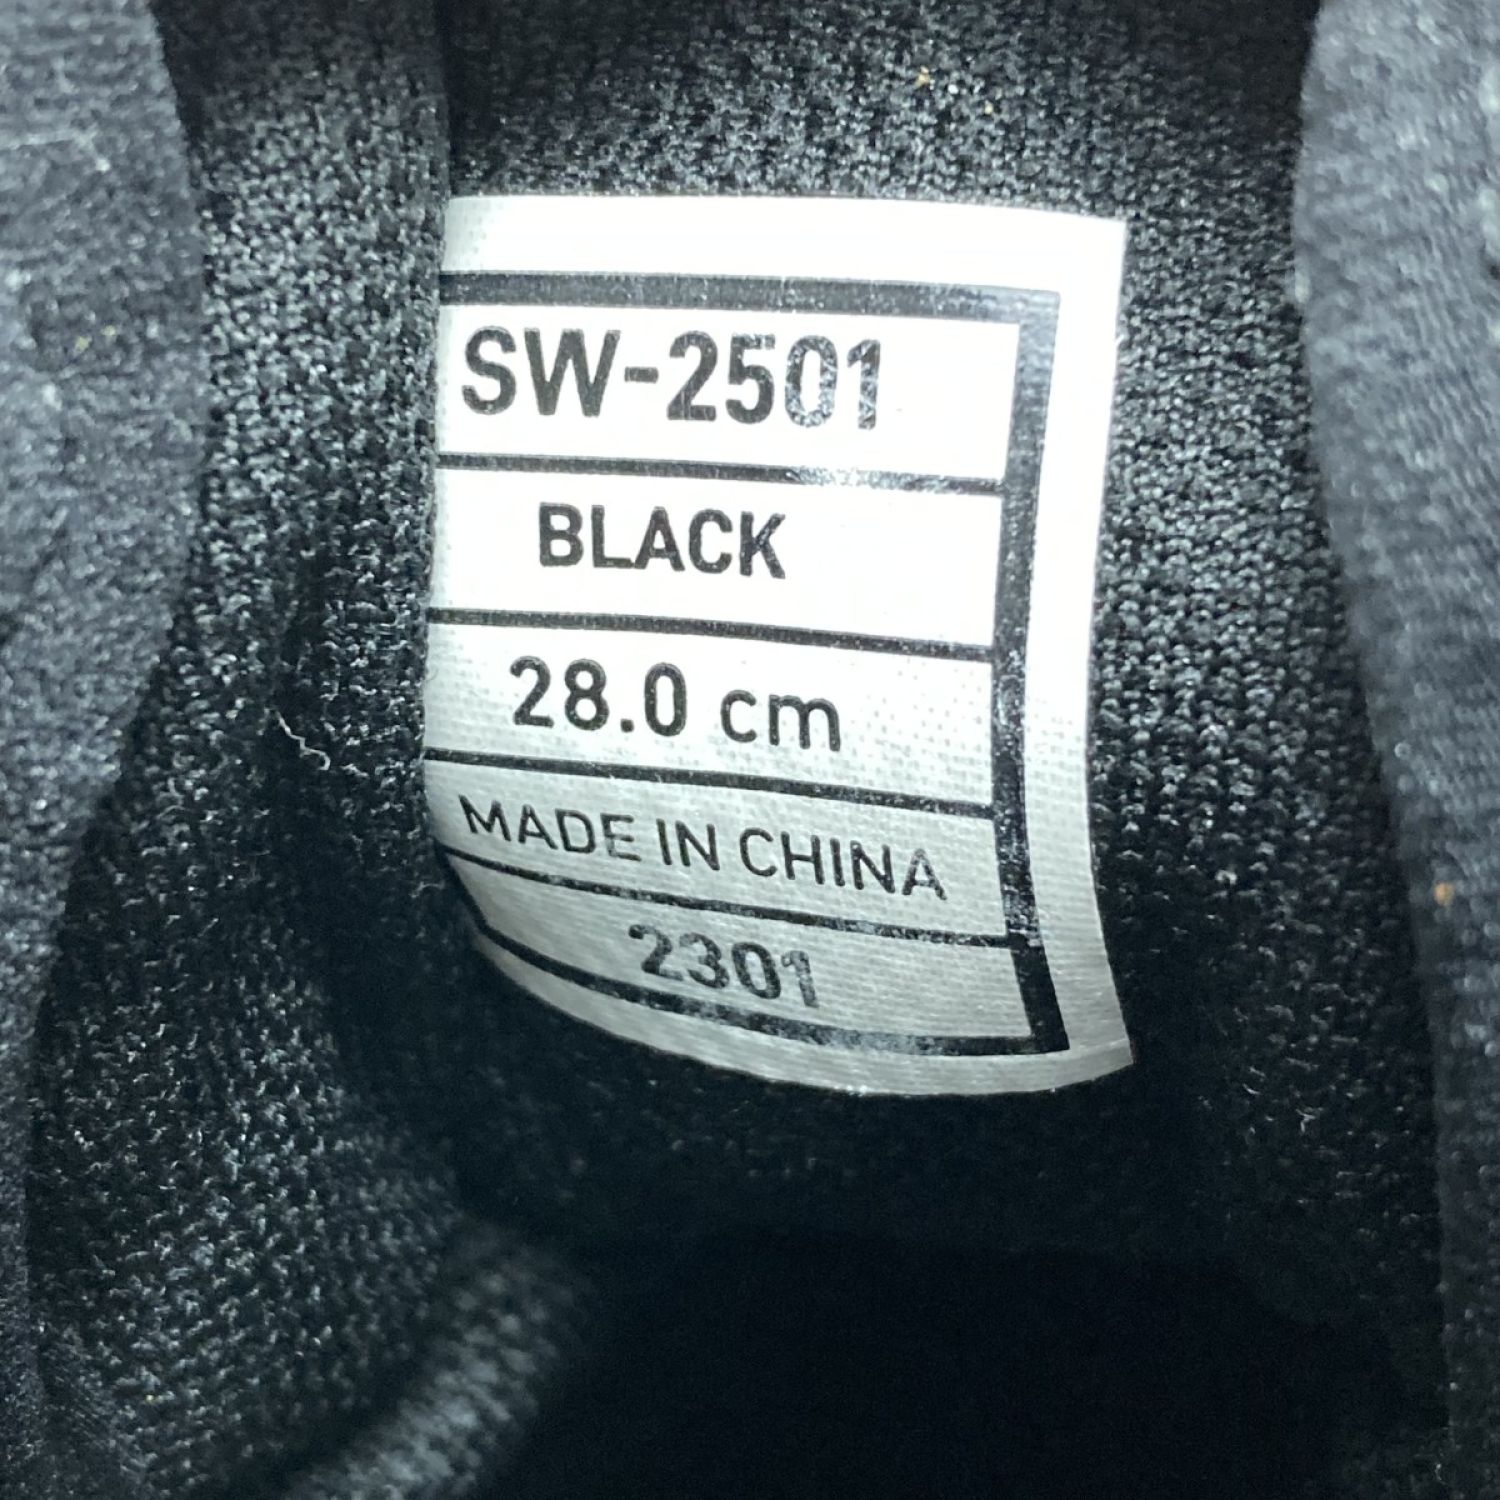 SW-2501
BLACK
28.0 cm
MADE IN CHINA
2301